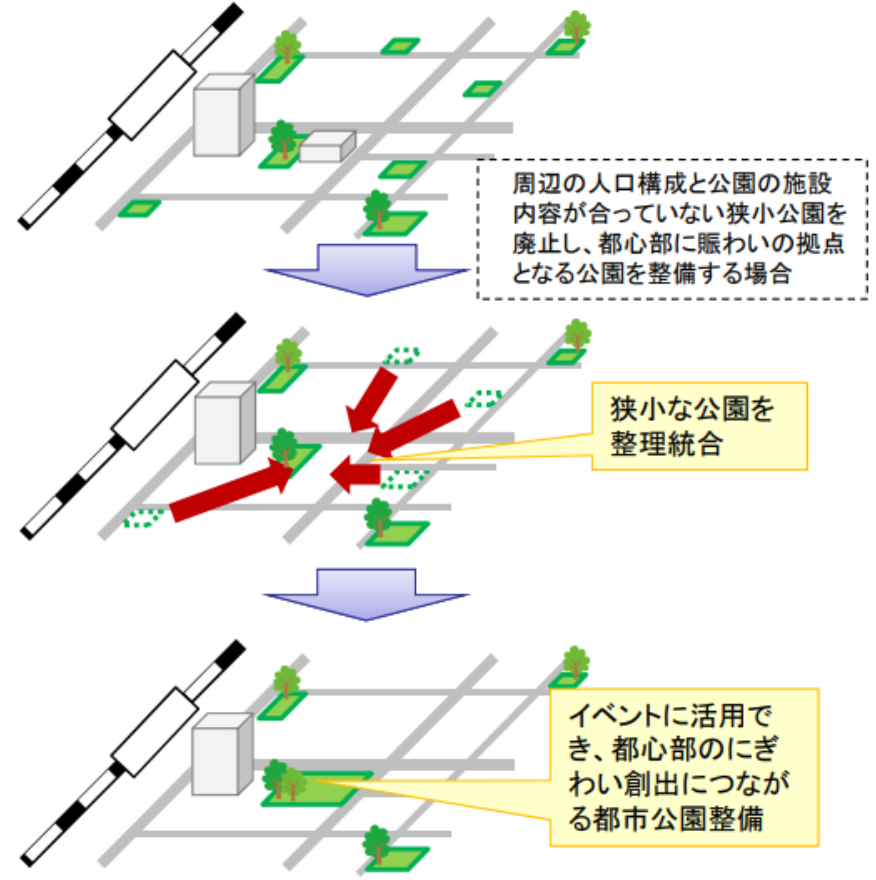 周辺の人口構成と公園の施設
内容が合っていない狭小公園を
廃止し、都心部に賑わいの拠点
となる公園を整備する場合
狭小な公園を
整理統合
イベントに活用で
き、都心部のにぎ
わい創出につなが
る都市公園整備